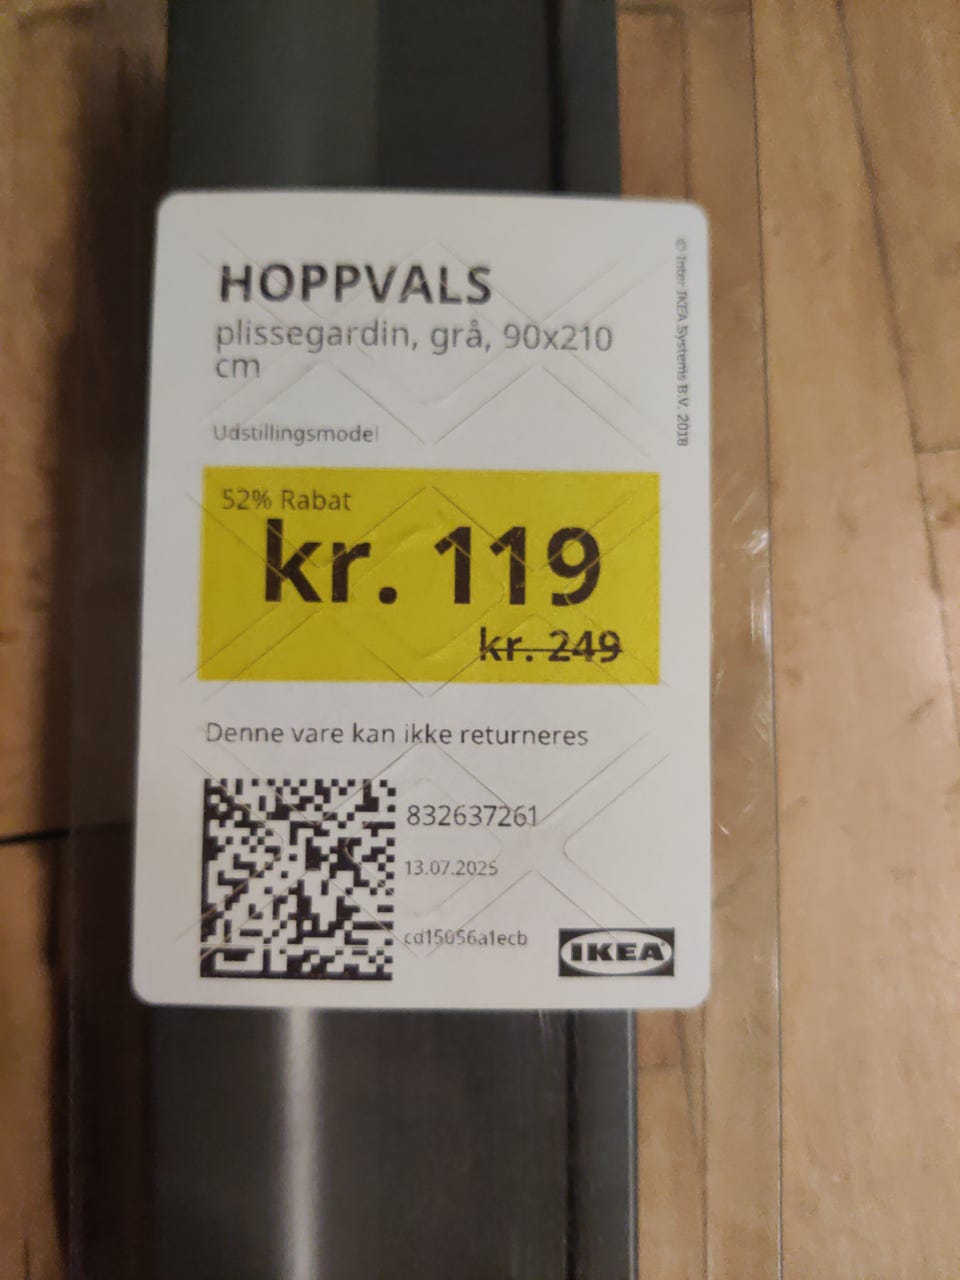 HOPPVALS
plissegardin, grå, 90x210
cm
Udstillingsmodel
52% Rabat
kr. 119
kr. 249
Denne vare kan ikke returneres
832637261
13.07.2025
cd15056a1ecb
IKEA
© Inter IKEA Systems B.V. 2018